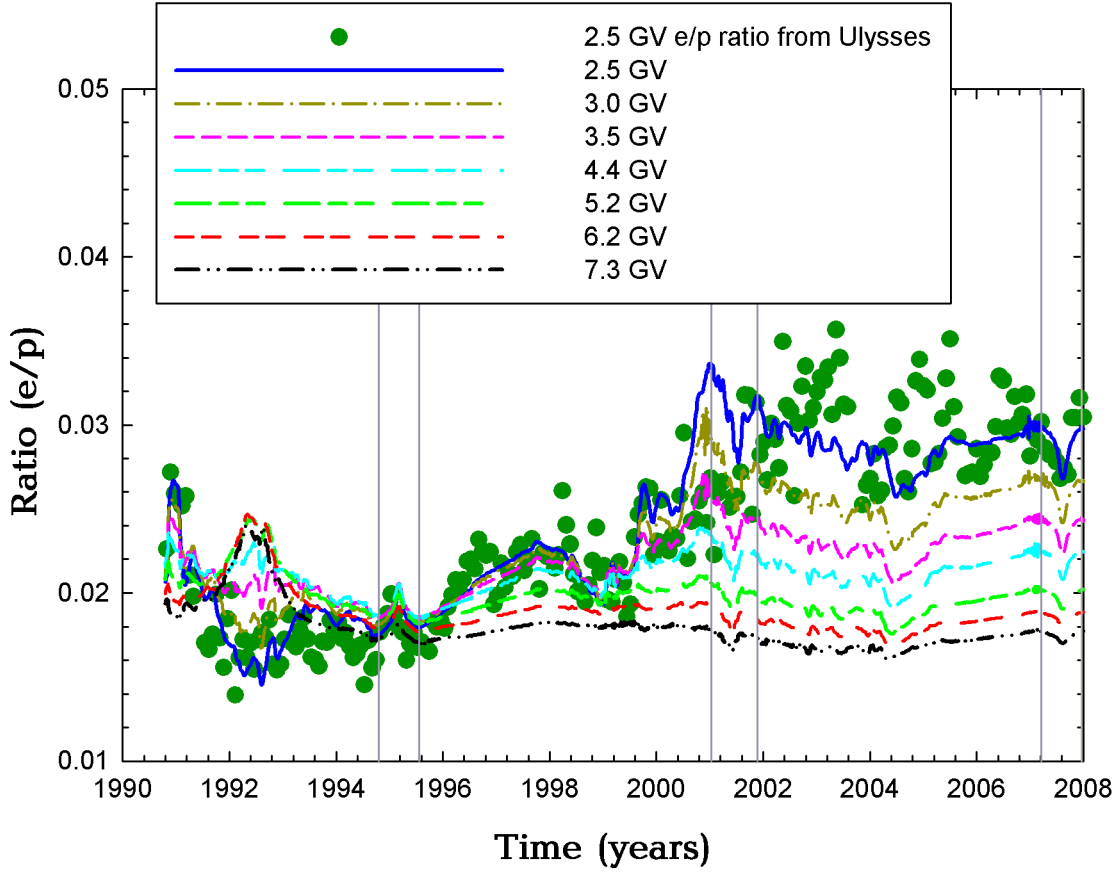 2.5 GV e/p ratio from Ulysses
2.5 GV
3.0 GV
3.5 GV
4.4 GV
5.2 GV
6.2 GV
7.3 GV
0.05
0.04
0.03
0.02
0.01
Ratio (e/p)
1990 1992 1994 1996 1998 2000 2002 2004 2006 2008
Time (years)